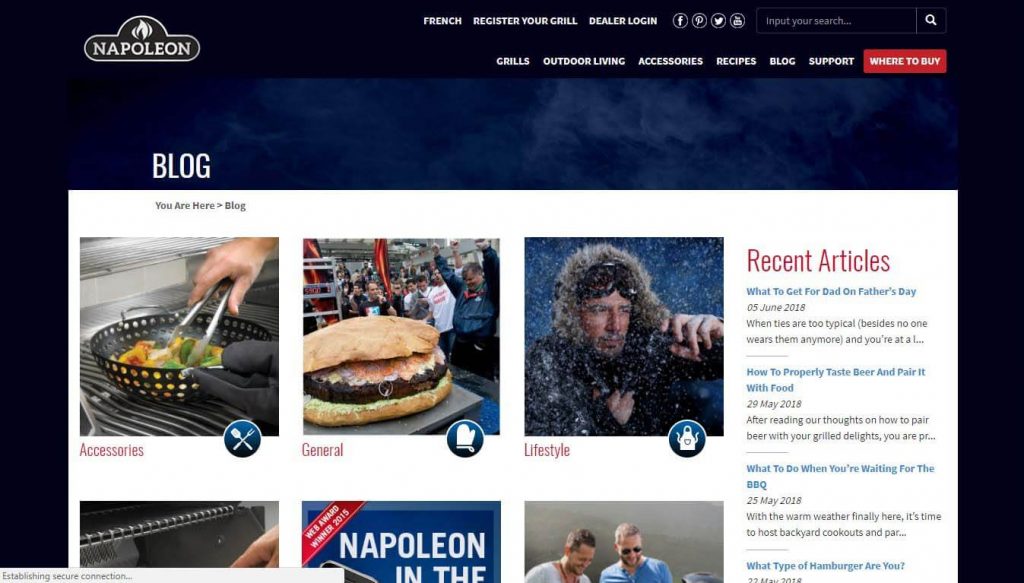 NAPOLEON
FRENCH REGISTER YOUR GRILL DEALER LOGIN
Input your search...
GRILLS OUTDOOR LIVING ACCESSORIES RECIPES BLOG SUPPORT WHERE TO BUY
BLOG
You Are Here > Blog
Accessories
General
Lifestyle
WEB AWARD
WINNER 2015
NAPOLEON
IN THE
Recent Articles
What To Get For Dad On Father's Day
05 June 2018
When ties are too typical (besides no one
wears them anymore) and you're at a l...
How To Properly Taste Beer And Pair It
With Food
29 May 2018
After reading our thoughts on how to pair
beer with your grilled delights, you are pr...
What To Do When You're Waiting For The
BBQ
25 May 2018
With the warm weather finally here, it's time
to host backyard cookouts and par...
What Type of Hamburger Are You?
22 May 2018
Establishing secure connection...